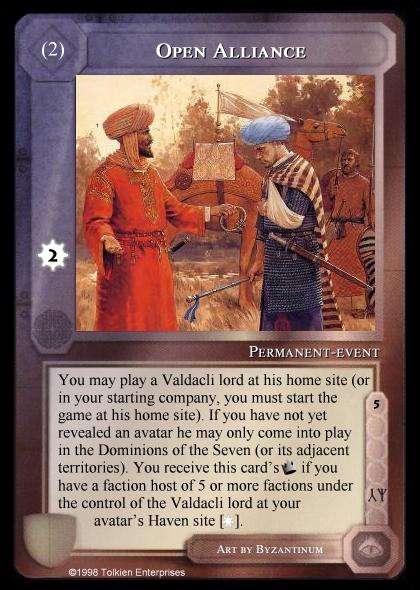 (2)
OPEN ALLIANCE
2
PERMANENT-EVENT
You may play a Valdacli lord at his home site (or
in your starting company, you must start the
game at his home site). If you have not yet
revealed an avatar he may only come into play
in the Dominions of the Seven (or its adjacent
territories). You receive this card's if you
have a faction host of 5 or more factions under
the control of the Valdacli lord at your
avatar's Haven site [ ].
5
ART BY BYZANTINUM
©1998 Tolkien Enterprises